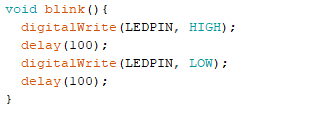 void blink(){
  digitalWrite(LEDPIN, HIGH);
  delay(100);
  digitalWrite(LEDPIN, LOW);
  delay(100);
}